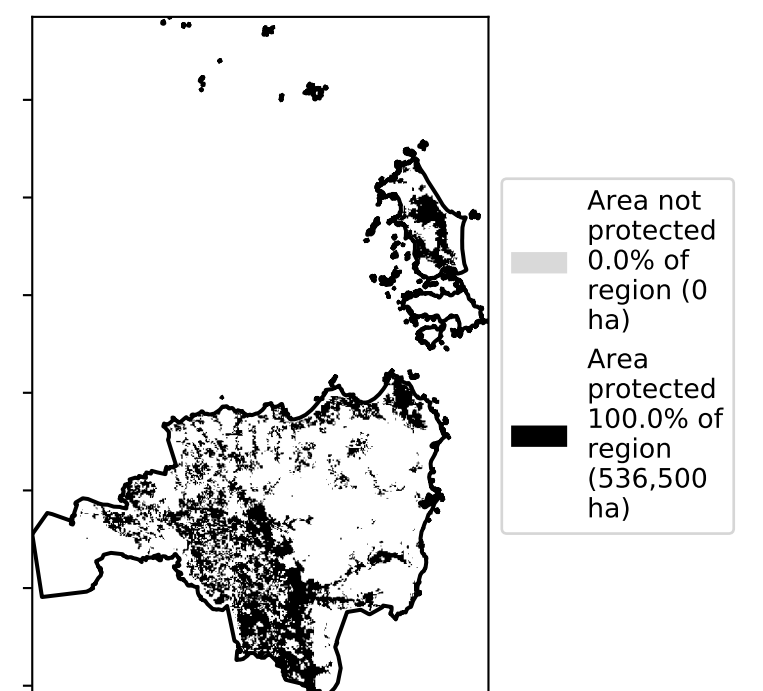 Area not
protected
0.0% of
region (0
ha)
Area
protected
100.0% of
region
(536,500
ha)